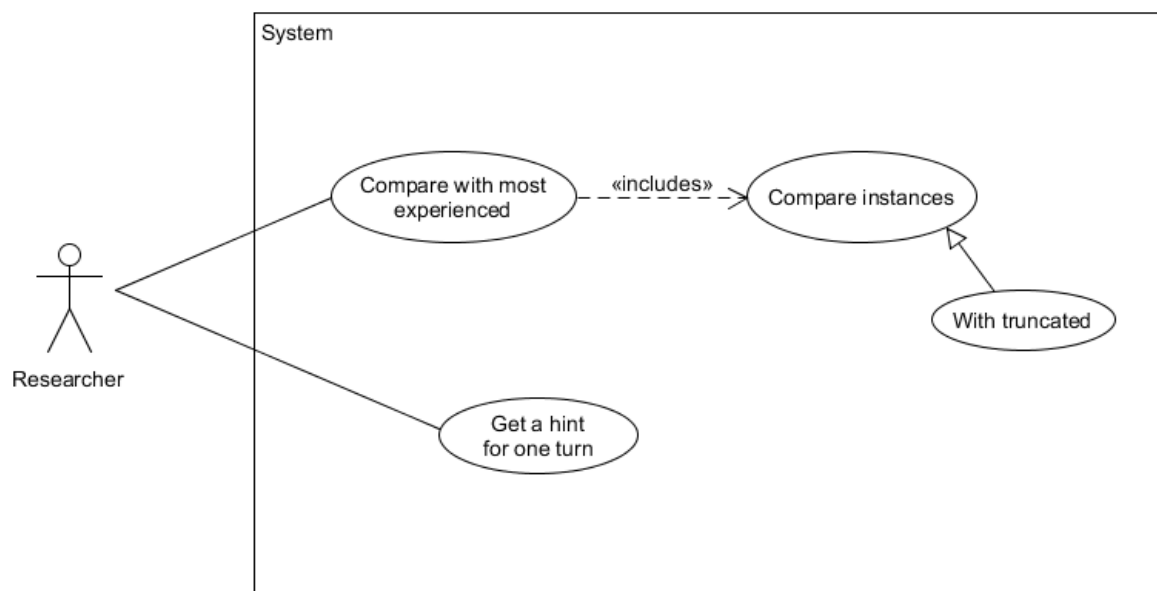 System
Compare with most
experienced
«includes»
Compare instances
With truncated
Researcher
Get a hint
for one turn